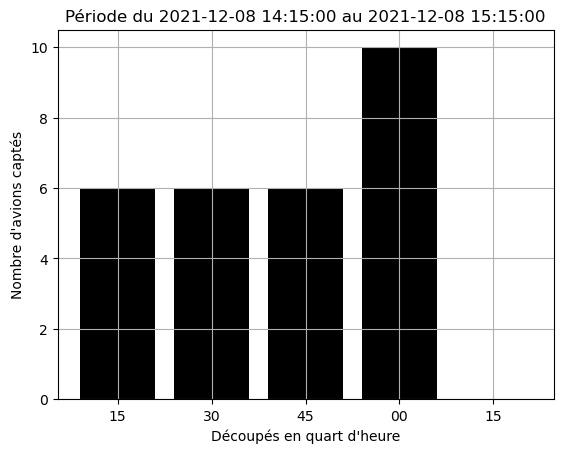 Période du 2021-12-08 14:15:00 au 2021-12-08 15:15:00
Nombre d'avions captés
10
8
6
4
2
0
15 30 45 00 15
Découpés en quart d'heure